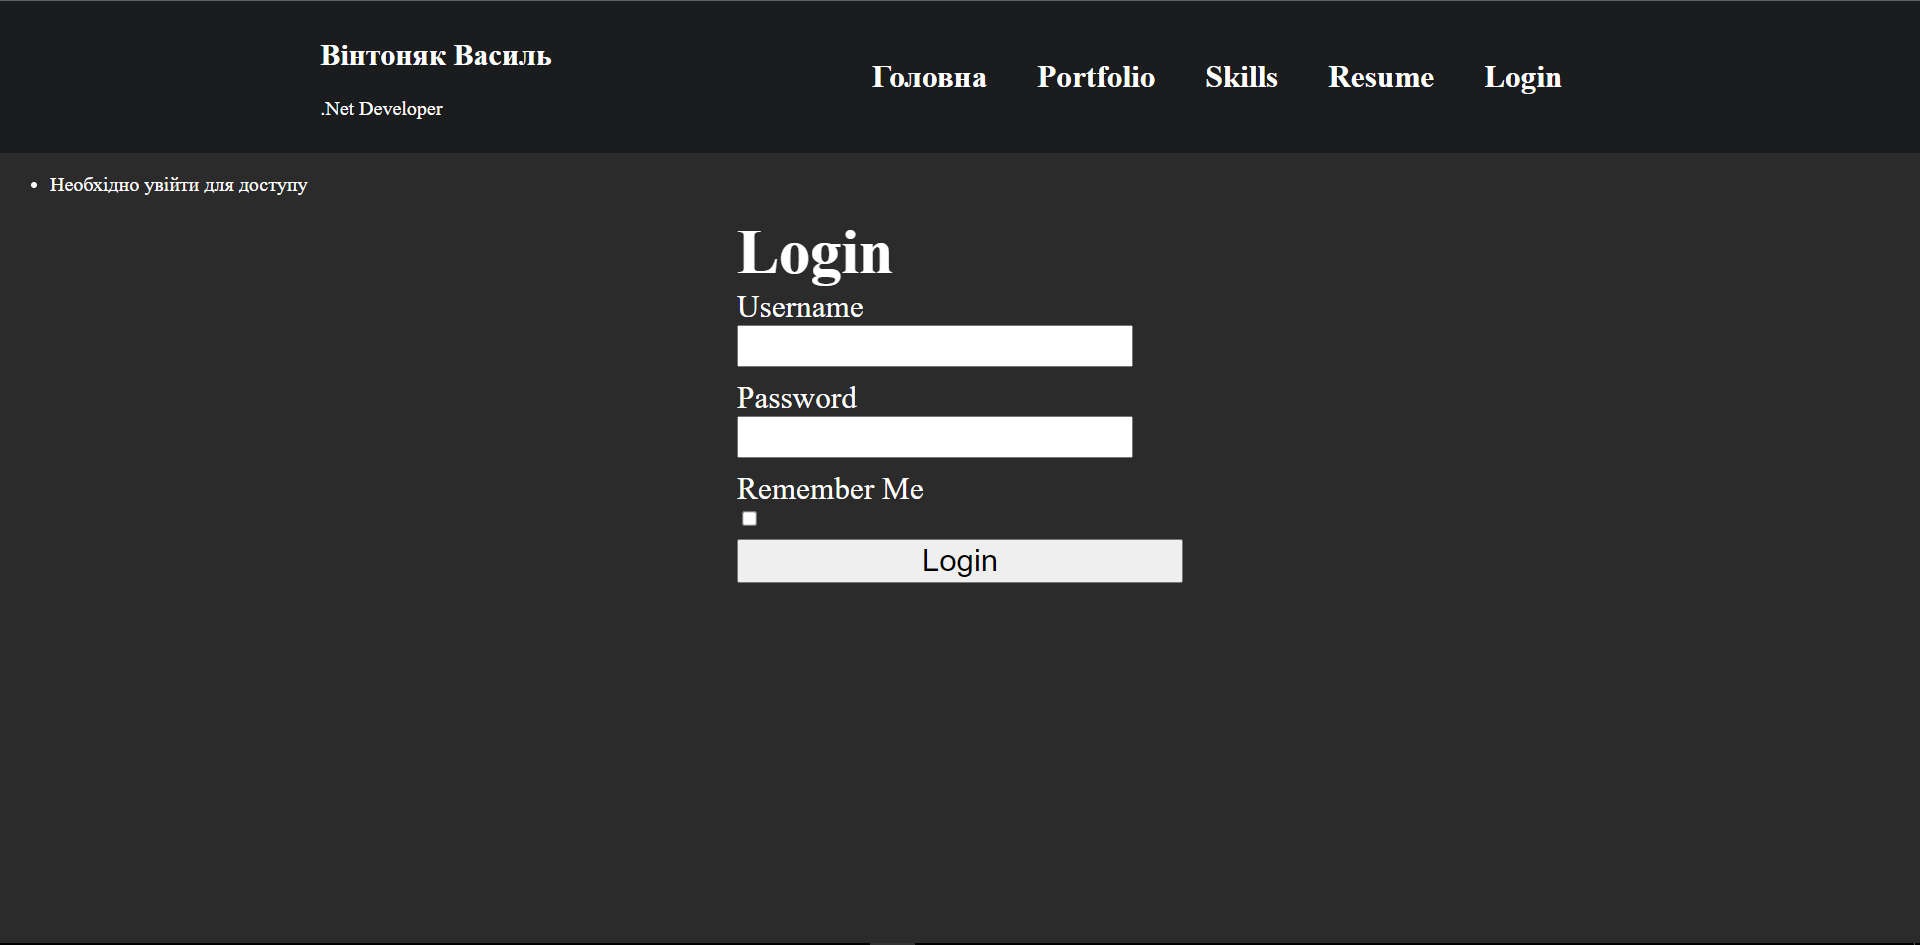 Вінтоняк Василь
.Net Developer
Головна Portfolio Skills Resume Login
Необхідно увійти для доступу
Login
Username
Password
Remember Me
Login